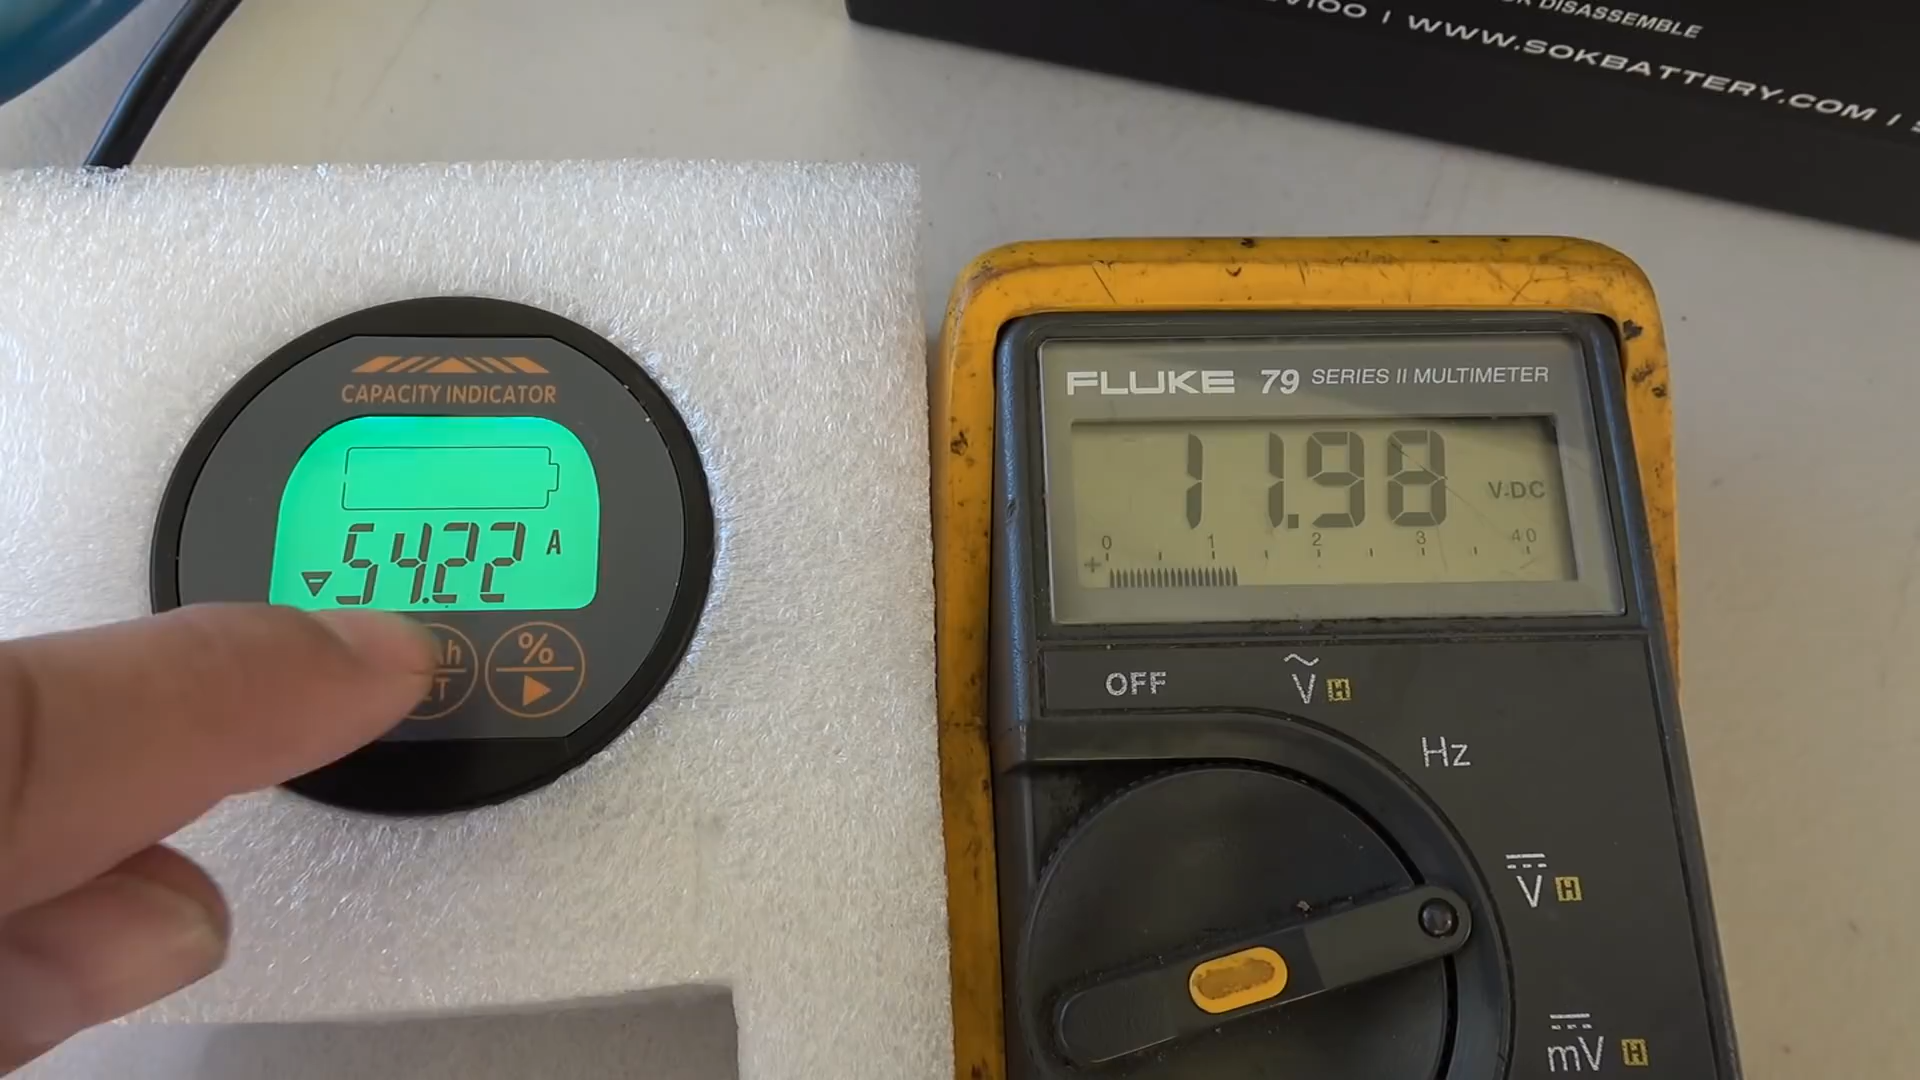 DISASSEMBLE
V100 | WWW.SOKBATTERY.COM |
CAPACITY INDICATOR
54.22 A
%
FLUKE 79 SERIES II MULTIMETER
11.98 V-DC
0 1 2 3 40
+
OFF
V H
Hz
V H
mV H